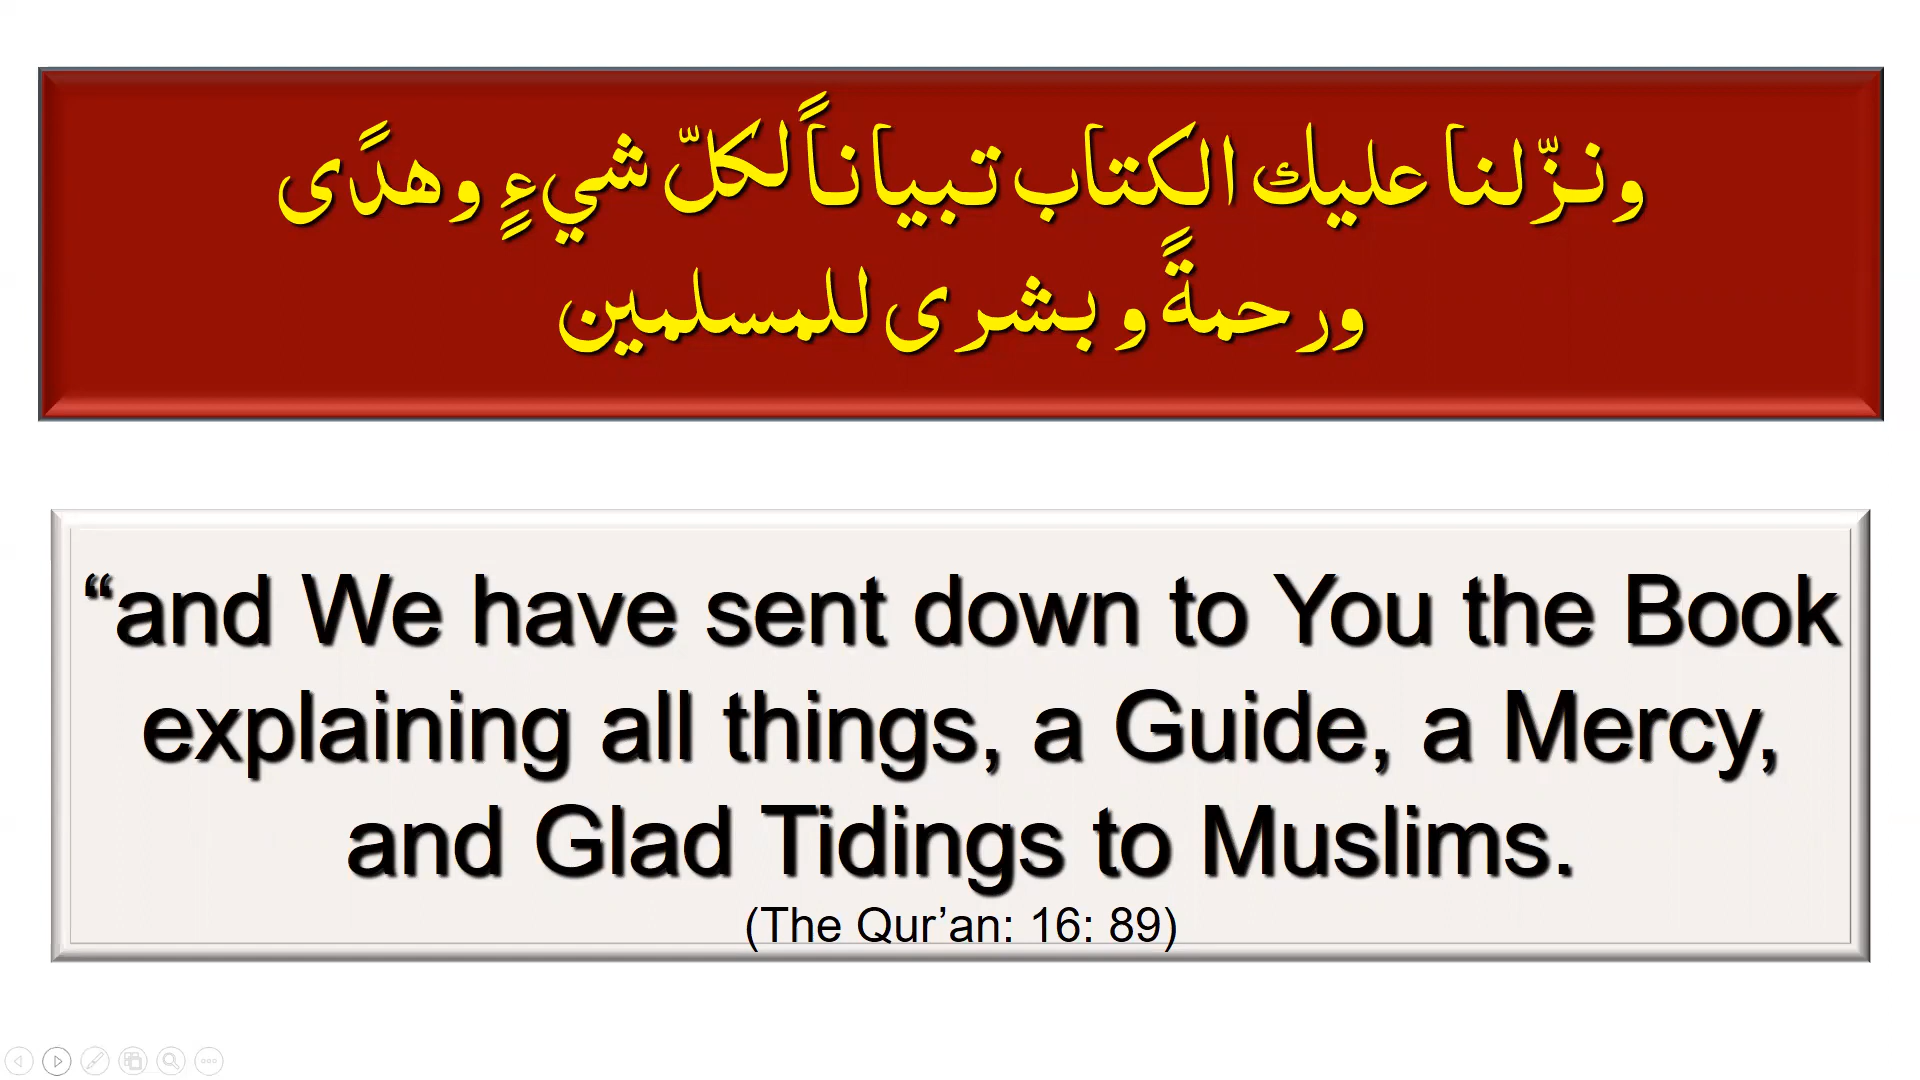 ونزّلنا عليك الكتاب تبياناً لكلّ شيءٍ وهدًى
ورحمةً و بشرى للمسلمين
“and We have sent down to You the Book
explaining all things, a Guide, a Mercy,
and Glad Tidings to Muslims.
(The Qur’an: 16: 89)